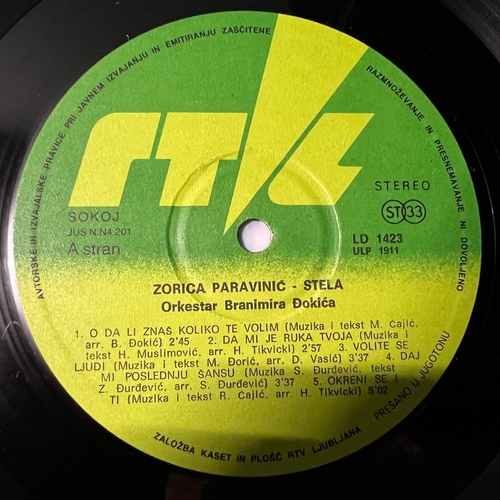 AVTORSKE IN IZVAJALSKE PRAVICE PRI JAVNEM IZVAJANJU IN EMITIRANJU ZAŠČITENE
RAZMNOŽEVANJE IN PRESNEMAVANJE NI DOVOLJENO
rtl
SOKOJ
JUS N.N4 201
A stran
STEREO
ST 33
LD 1423
ULP 1911
ZORICA PARAVINIĆ - STELA
Orkestar Branimira Đokića
1. O DA LI ZNAŠ KOLIKO TE VOLIM (Muzika i tekst M. Cajić,
arr. B. Đokić) 2'45 2. DA MI JE RUKA TVOJA (Muzika i
tekst H. Muslimović, arr. H. Tikvicki) 2'57 3. VOLITE SE
LJUDI (Muzika i tekst M. Đorić, arr. D. Vasić) 3'37 4. DAJ
MI POSLEDNJU ŠANSU (Muzika S. Đurđević, tekst
Z. Đurđević, arr. S. Đurđević) 3'37 5. OKRENI SE I
TI (Muzika i tekst R. Cajić, arr. H. Tikvicki) 5'02
PREŠANO V JUGOTONU
ZALOŽBA KASET IN PLOŠČ RTV LJUBLJANA